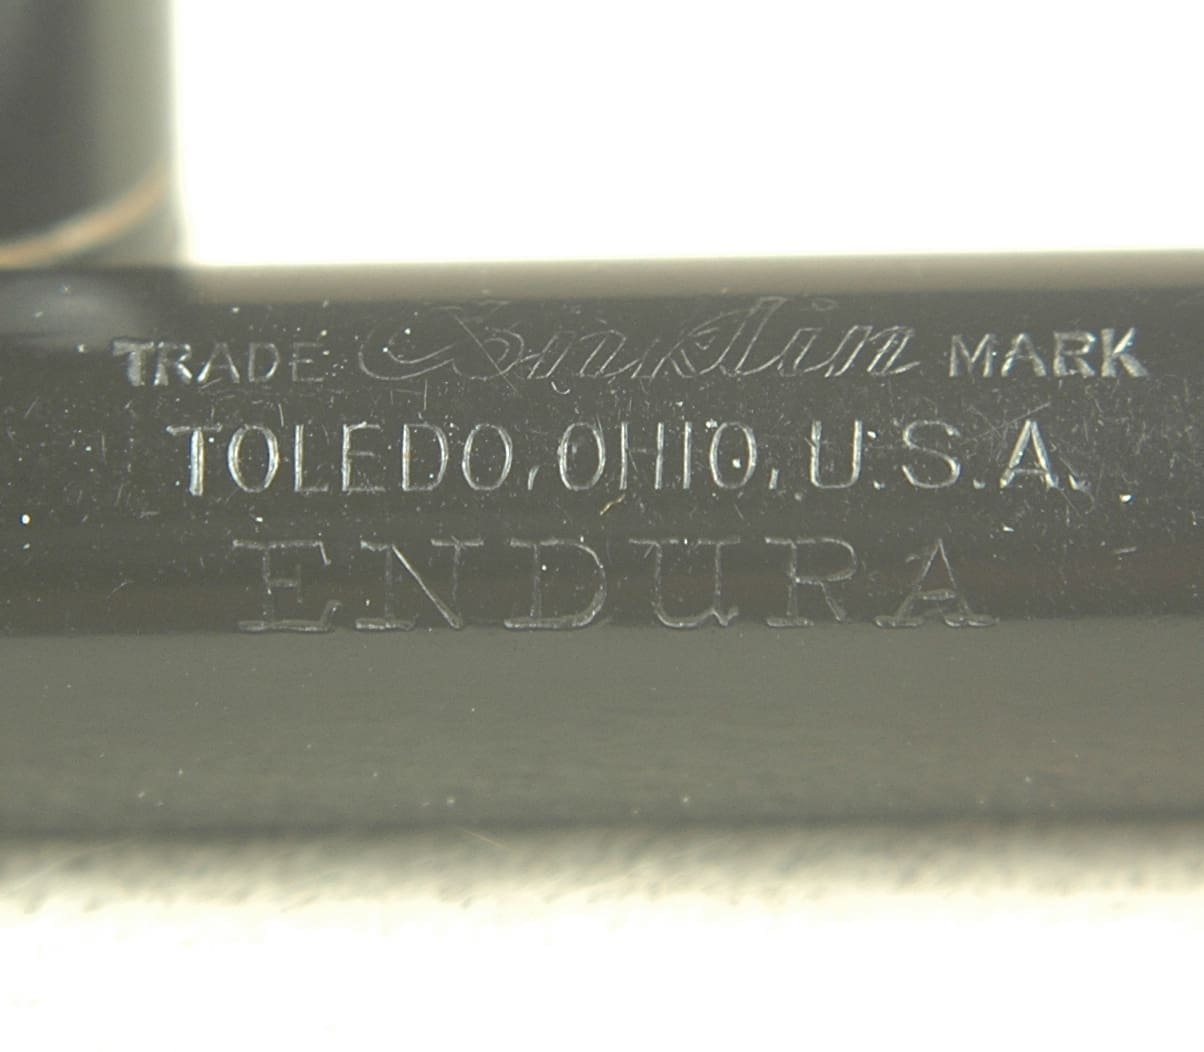 TRADE Conklin MARK
TOLEDO, OHIO, U.S.A.
ENDURA